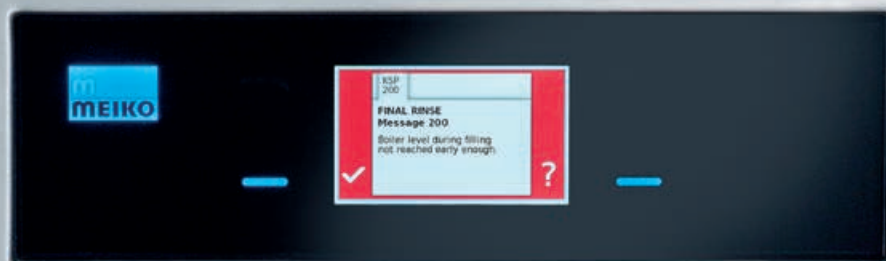 m
MEIKO
KSP
200
FINAL RINSE
Message 200
Boiler level during filling
not reached early enough
?